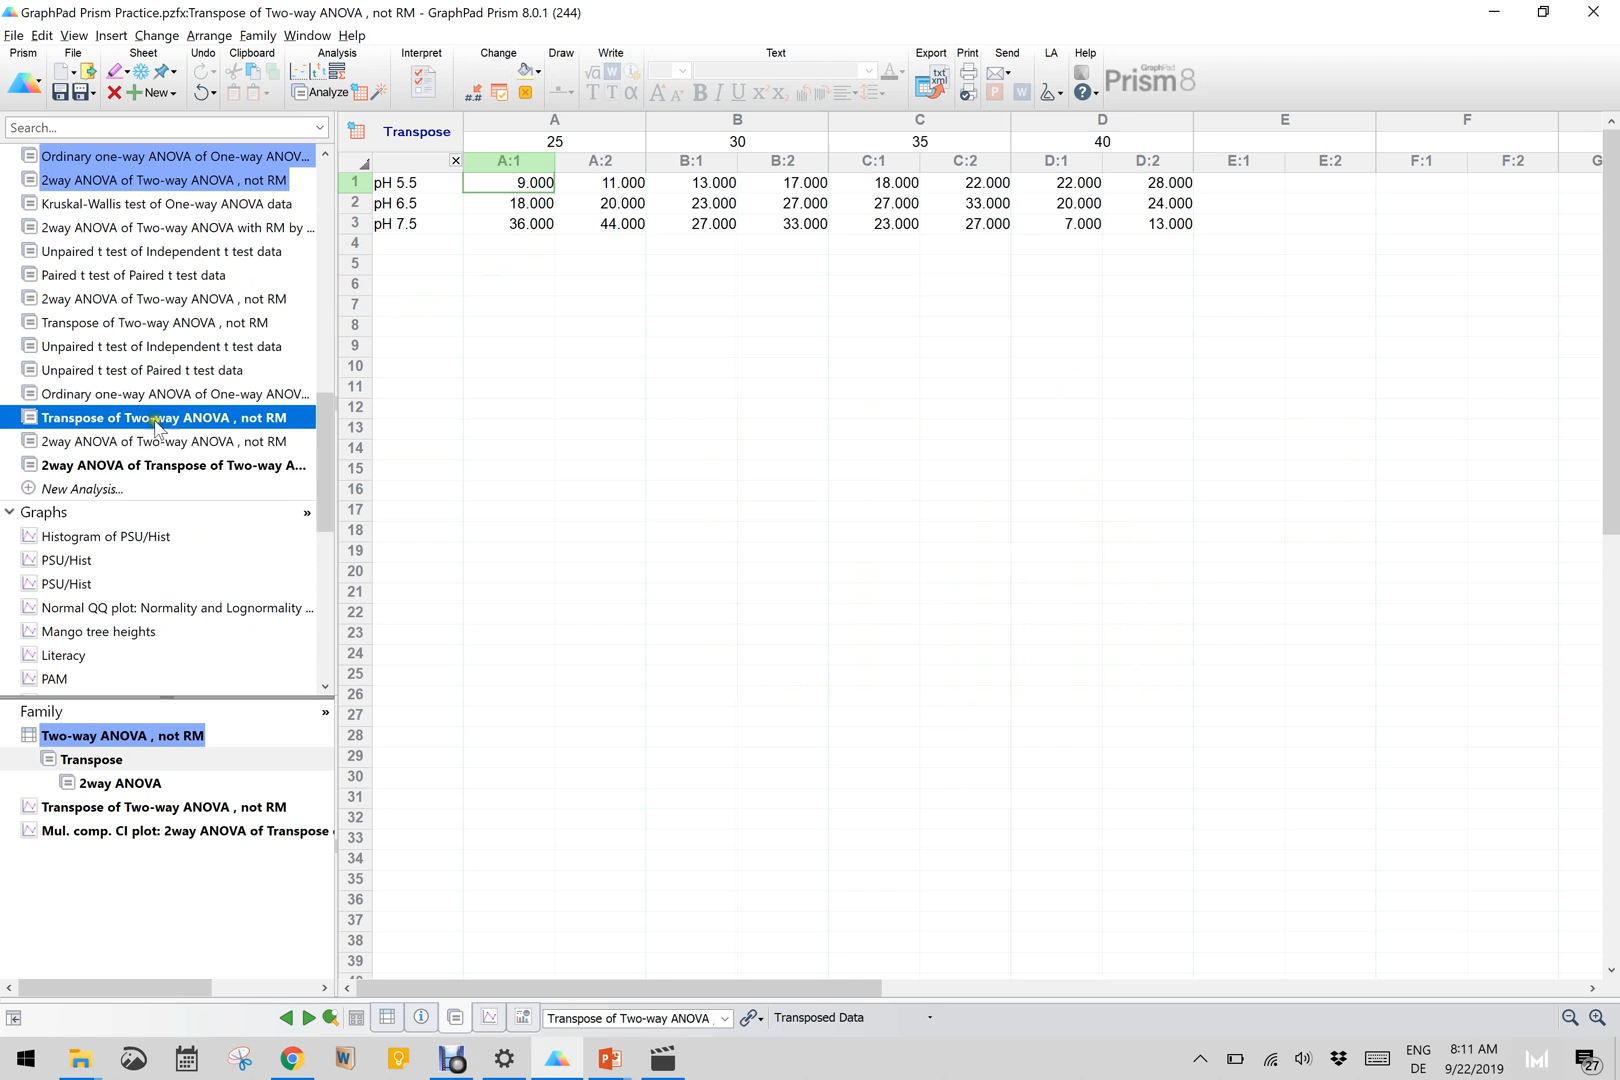 GraphPad Prism Practice.pzfx:Transpose of Two-way ANOVA , not RM - GraphPad Prism 8.0.1 (244)
File Edit View Insert Change Arrange Family Window Help
Prism File Sheet Undo Clipboard Analysis Interpret Change Draw Write Text Export Print Send LA Help
New
Analyze
GraphPad
Prism 8
Search...
Ordinary one-way ANOVA of One-way ANOV...
2way ANOVA of Two-way ANOVA , not RM
Kruskal-Wallis test of One-way ANOVA data
2way ANOVA of Two-way ANOVA with RM by ...
Unpaired t test of Independent t test data
Paired t test of Paired t test data
2way ANOVA of Two-way ANOVA , not RM
Transpose of Two-way ANOVA , not RM
Unpaired t test of Independent t test data
Unpaired t test of Paired t test data
Ordinary one-way ANOVA of One-way ANOV...
Transpose of Two-way ANOVA , not RM
2way ANOVA of Two-way ANOVA , not RM
2way ANOVA of Transpose of Two-way A...
New Analysis...
Graphs »
Histogram of PSU/Hist
PSU/Hist
PSU/Hist
Normal QQ plot: Normality and Lognormality ...
Mango tree heights
Literacy
PAM
Family »
Two-way ANOVA , not RM
Transpose
2way ANOVA
Transpose of Two-way ANOVA , not RM
Mul. comp. CI plot: 2way ANOVA of Transpose
Transpose
A B C D E F
25 30 35 40
A:1 A:2 B:1 B:2 C:1 C:2 D:1 D:2 E:1 E:2 F:1 F:2 G
1 pH 5.5 9.000 11.000 13.000 17.000 18.000 22.000 22.000 28.000
2 pH 6.5 18.000 20.000 23.000 27.000 27.000 33.000 20.000 24.000
3 pH 7.5 36.000 44.000 27.000 33.000 23.000 27.000 7.000 13.000
4
5
6
7
8
9
10
11
12
13
14
15
16
17
18
19
20
21
22
23
24
25
26
27
28
29
30
31
32
33
34
35
36
37
38
39
Transpose of Two-way ANOVA Transposed Data
ENG
DE
8:11 AM
9/22/2019
27